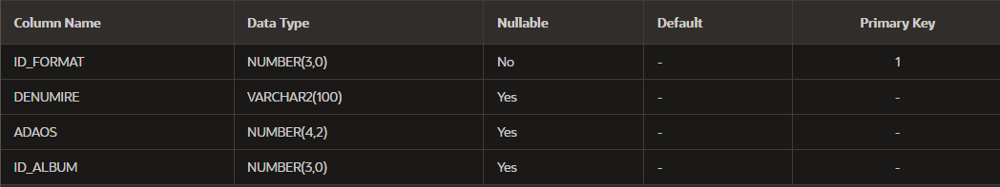 Column Name Data Type Nullable Default Primary Key
ID_FORMAT NUMBER(3,0) No - 1
DENUMIRE VARCHAR2(100) Yes - -
ADAOS NUMBER(4,2) Yes - -
ID_ALBUM NUMBER(3,0) Yes - -